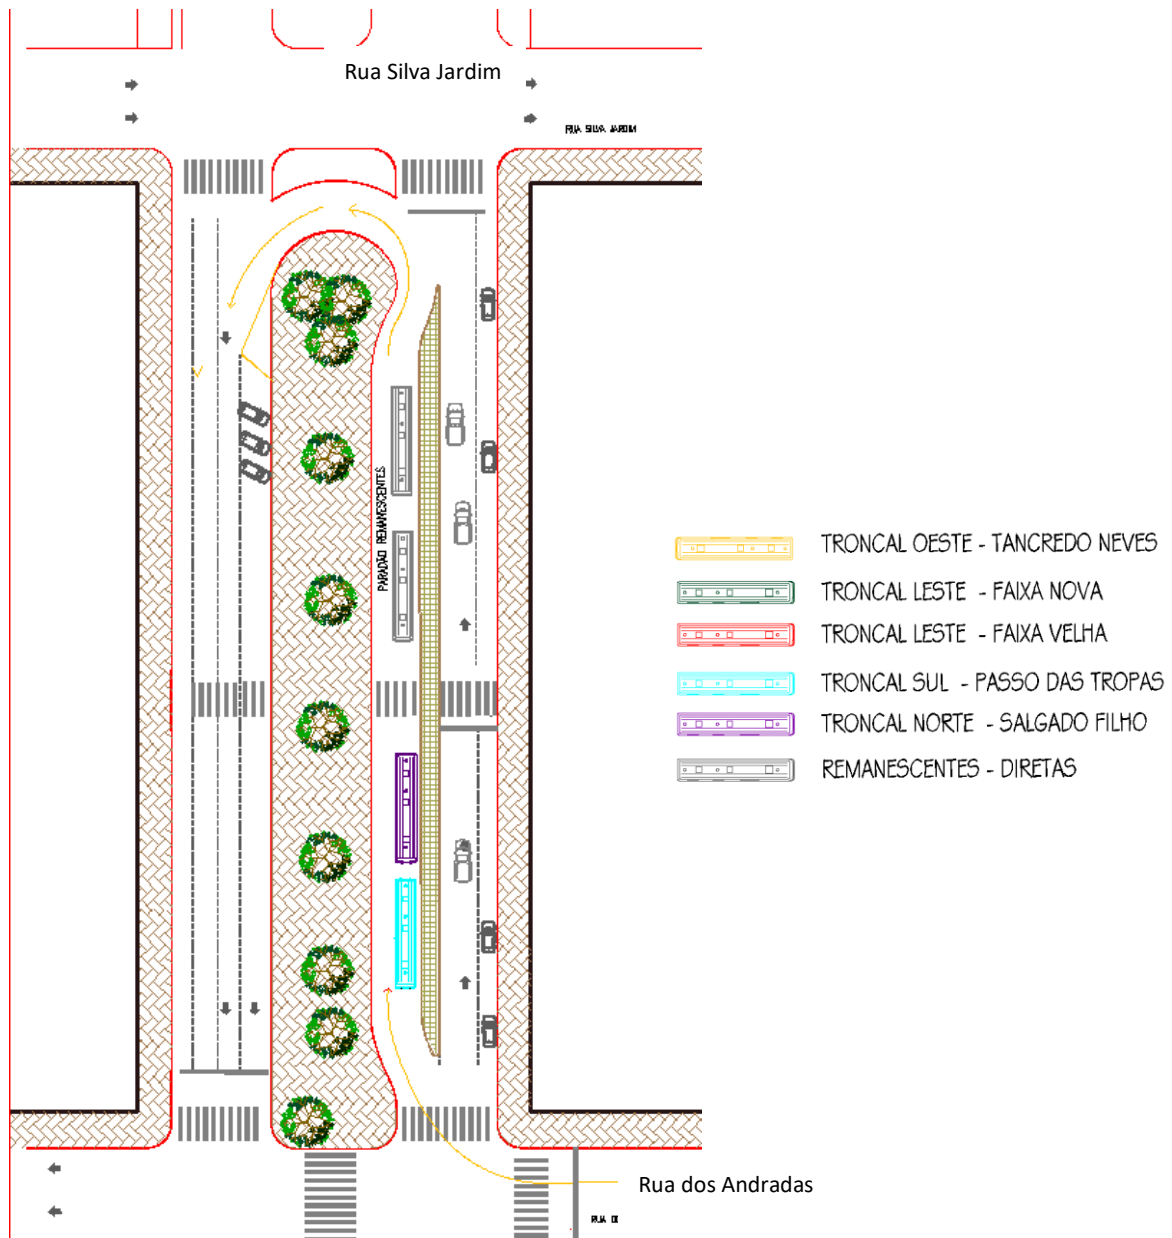 Rua Silva Jardim
RUA SILVA JARDIM
PARADÃO REMANESCENTES
TRONCAL OESTE - TANCREDO NEVES
TRONCAL LESTE - FAIXA NOVA
TRONCAL LESTE - FAIXA VELHA
TRONCAL SUL - PASSO DAS TROPAS
TRONCAL NORTE - SALGADO FILHO
REMANESCENTES - DIRETAS
Rua dos Andradas
RUA